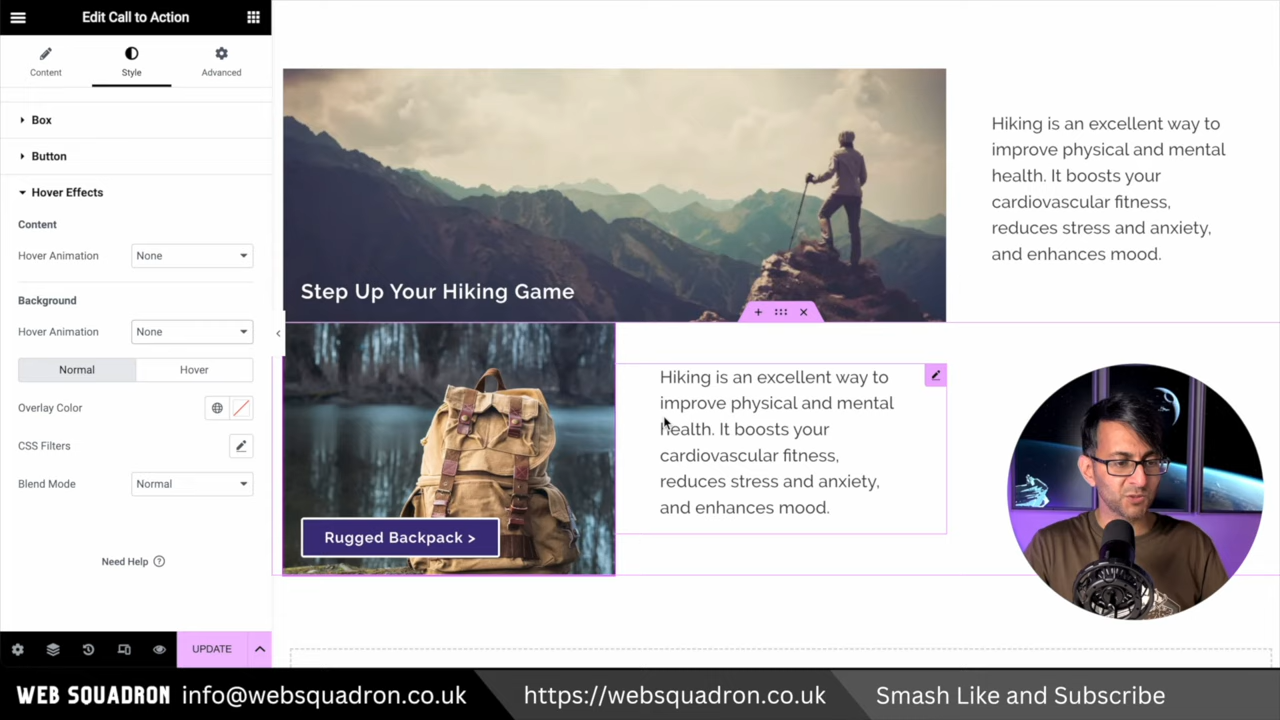 Edit Call to Action
Content
Style
Advanced
Box
Button
Hover Effects
Content
Hover Animation
None
Background
Hover Animation
None
Normal
Hover
Overlay Color
CSS Filters
Blend Mode
Normal
Need Help
UPDATE
Step Up Your Hiking Game
Hiking is an excellent way to
improve physical and mental
health. It boosts your
cardiovascular fitness,
reduces stress and anxiety,
and enhances mood.
Rugged Backpack >
Hiking is an excellent way to
improve physical and mental
health. It boosts your
cardiovascular fitness,
reduces stress and anxiety,
and enhances mood.
WEB SQUADRON info@websquadron.co.uk
https://websquadron.co.uk
Smash Like and Subscribe